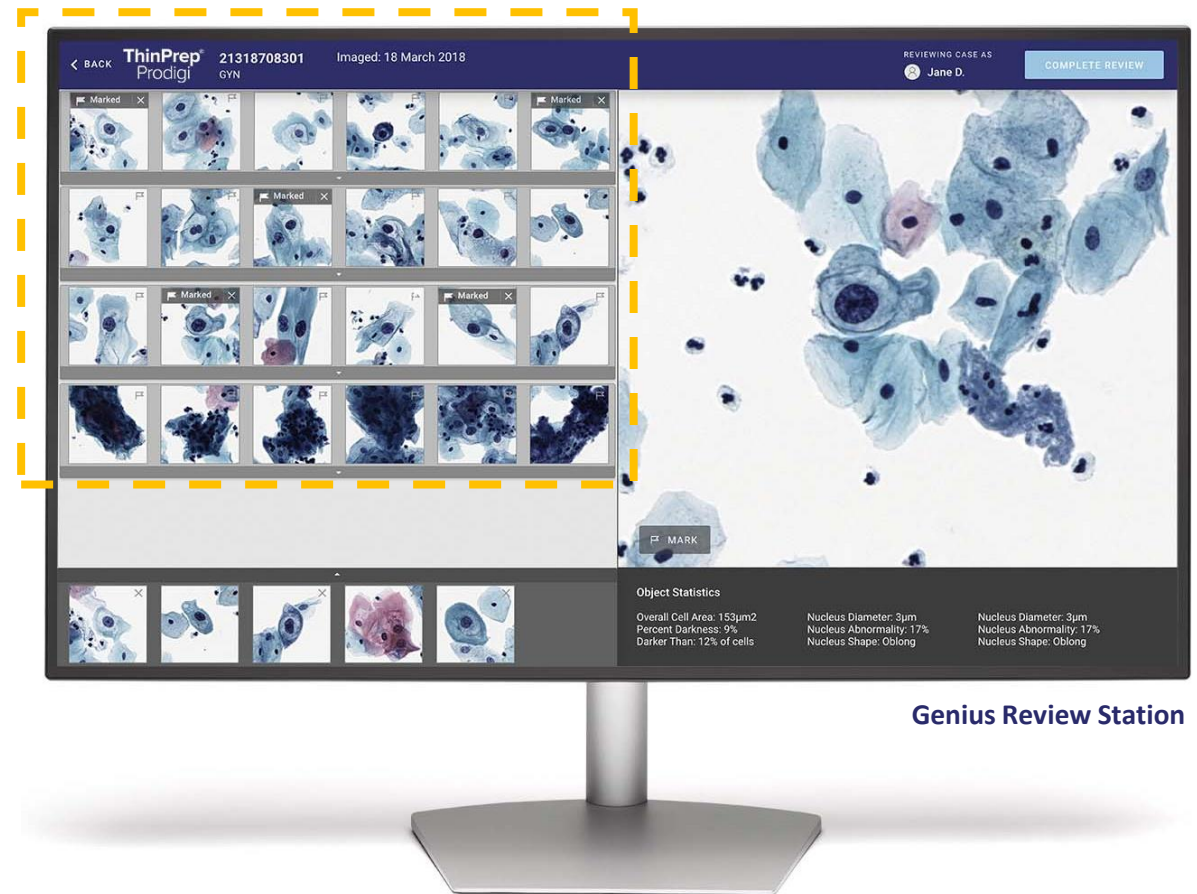 BACK
ThinPrep®
Prodigi
21318708301
GYN
Imaged: 18 March 2018
REVIEWING CASE AS
Jane D.
COMPLETE REVIEW
Marked
Marked
Marked
Marked
Marked
MARK
Object Statistics
Overall Cell Area: 153µm2
Percent Darkness: 9%
Darker Than: 12% of cells
Nucleus Diameter: 3µm
Nucleus Abnormality: 17%
Nucleus Shape: Oblong
Nucleus Diameter: 3µm
Nucleus Abnormality: 17%
Nucleus Shape: Oblong
Genius Review Station